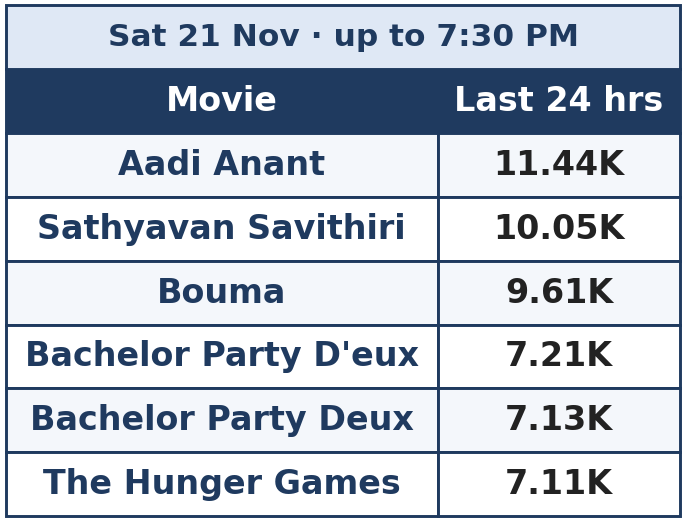 Sat 21 Nov · up to 7:30 PM
Movie Last 24 hrs
Aadi Anant 11.44K
Sathyavan Savithiri 10.05K
Bouma 9.61K
Bachelor Party D'eux 7.21K
Bachelor Party Deux 7.13K
The Hunger Games 7.11K